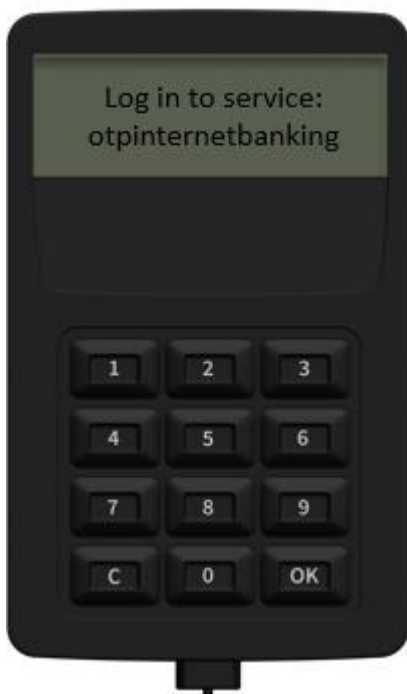 Log in to service:
otpinternetbanking
1 2 3
4 5 6
7 8 9
C 0 OK